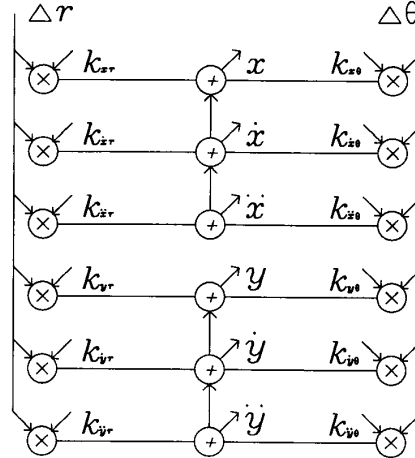 △r △θ
× k_{xr} + x k_{xθ} ×
× k_{ẋr} + ẋ k_{ẋθ} ×
× k_{ẍr} + ẍ k_{ẍθ} ×
× k_{yr} + y k_{yθ} ×
× k_{ẏr} + ẏ k_{ẏθ} ×
× k_{ÿr} + ÿ k_{ÿθ} ×